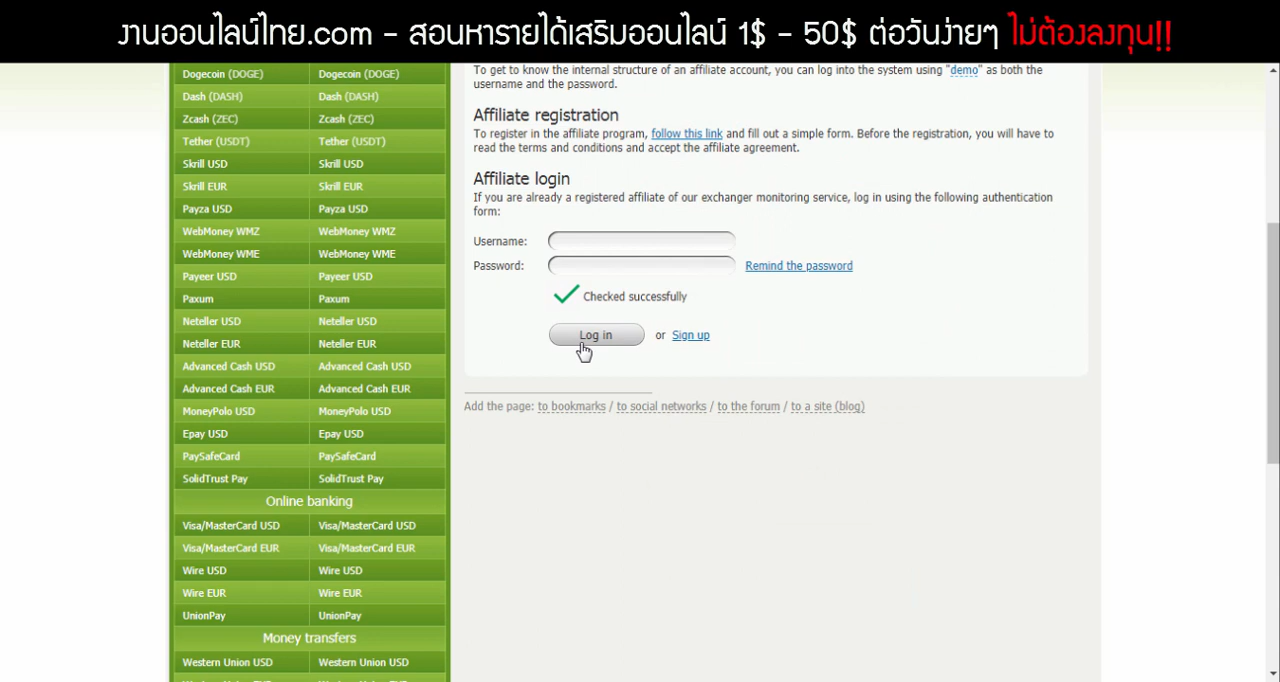 งานออนไลน์ไทย.com - สอนหารายได้เสริมออนไลน์ 1$ - 50$ ต่อวันง่ายๆ ไม่ต้องลงทุน!!
Dogecoin (DOGE) Dogecoin (DOGE)
Dash (DASH) Dash (DASH)
Zcash (ZEC) Zcash (ZEC)
Tether (USDT) Tether (USDT)
Skrill USD Skrill USD
Skrill EUR Skrill EUR
Payza USD Payza USD
WebMoney WMZ WebMoney WMZ
WebMoney WME WebMoney WME
Payeer USD Payeer USD
Paxum Paxum
Neteller USD Neteller USD
Neteller EUR Neteller EUR
Advanced Cash USD Advanced Cash USD
Advanced Cash EUR Advanced Cash EUR
MoneyPolo USD MoneyPolo USD
Epay USD Epay USD
PaySafeCard PaySafeCard
SolidTrust Pay SolidTrust Pay
Online banking
Visa/MasterCard USD Visa/MasterCard USD
Visa/MasterCard EUR Visa/MasterCard EUR
Wire USD Wire USD
Wire EUR Wire EUR
UnionPay UnionPay
Money transfers
Western Union USD Western Union USD
To get to know the internal structure of an affiliate account, you can log into the system using "demo" as both the
username and the password.
Affiliate registration
To register in the affiliate program, follow this link and fill out a simple form. Before the registration, you will have to
read the terms and conditions and accept the affiliate agreement.
Affiliate login
If you are already a registered affiliate of our exchanger monitoring service, log in using the following authentication
form:
Username:
Password: Remind the password
Checked successfully
Log in or Sign up
Add the page: to bookmarks / to social networks / to the forum / to a site (blog)